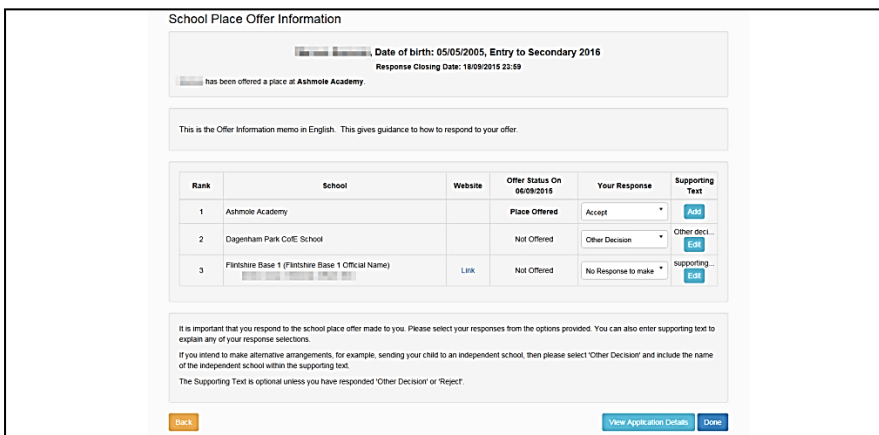 School Place Offer Information
, Date of birth: 05/05/2005, Entry to Secondary 2016
Response Closing Date: 18/09/2015 23:59
has been offered a place at Ashmole Academy.
This is the Offer Information memo in English. This gives guidance to how to respond to your offer.
Rank School Website Offer Status On 06/09/2015 Your Response Supporting Text
1 Ashmole Academy Place Offered Accept Add
2 Dagenham Park CofE School Not Offered Other Decision Other deci... Edit
3 Flintshire Base 1 (Flintshire Base 1 Official Name) Link Not Offered No Response to make supporting... Edit
It is important that you respond to the school place offer made to you. Please select your responses from the options provided. You can also enter supporting text to
explain any of your response selections.
If you intend to make alternative arrangements, for example, sending your child to an independent school, then please select 'Other Decision' and include the name
of the independent school within the supporting text.
The Supporting Text is optional unless you have responded 'Other Decision' or 'Reject'.
Back View Application Details Done